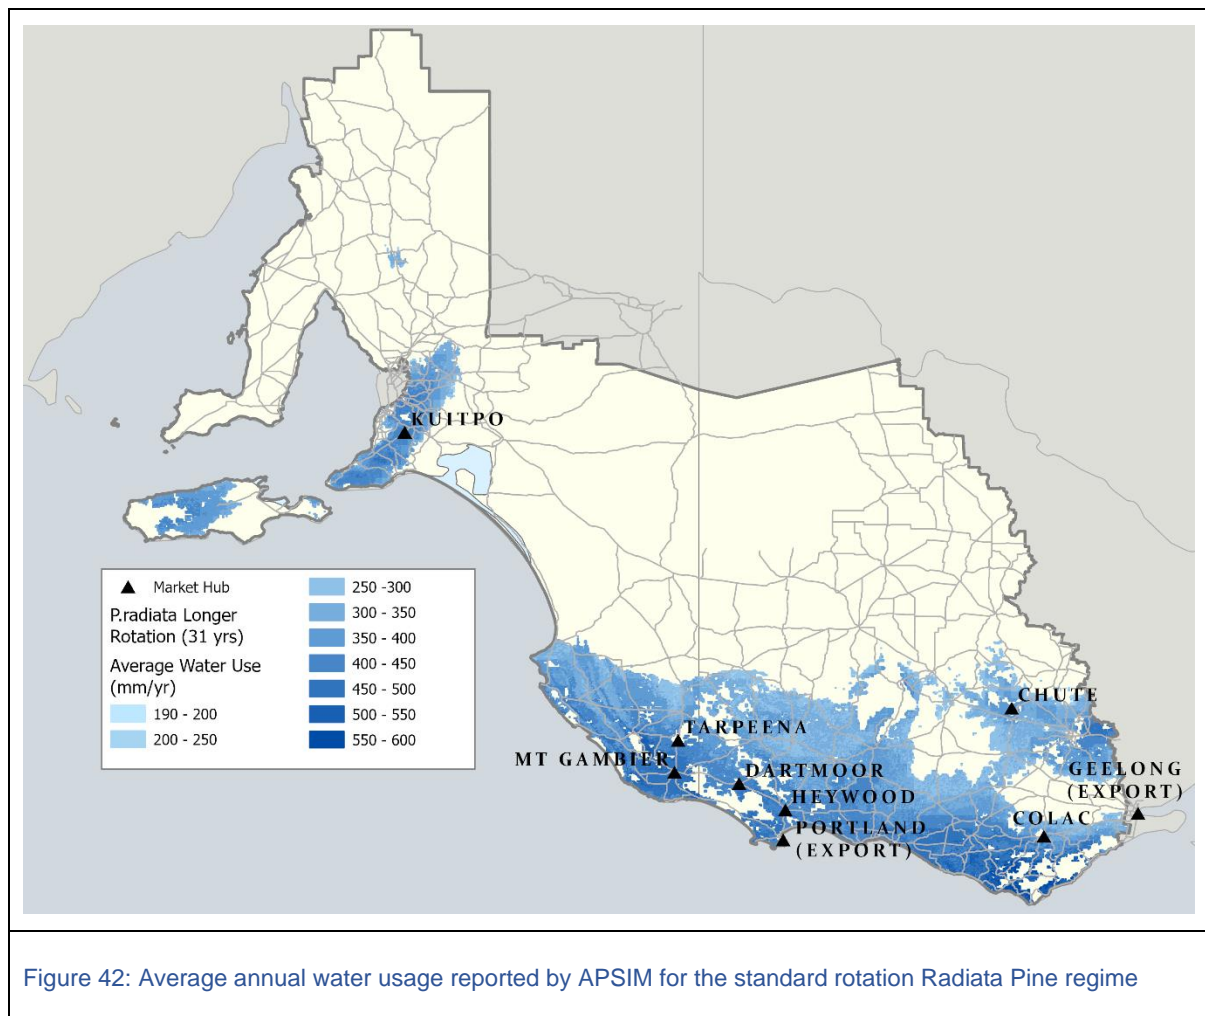 KUITPO
Market Hub
P.radiata Longer
Rotation (31 yrs)
Average Water Use
(mm/yr)
190 - 200
200 - 250
250 -300
300 - 350
350 - 400
400 - 450
450 - 500
500 - 550
550 - 600
CHUTE
TARPEENA
MT GAMBIER
DARTMOOR
GEELONG
(EXPORT)
HEYWOOD
COLAC
PORTLAND
(EXPORT)
Figure 42: Average annual water usage reported by APSIM for the standard rotation Radiata Pine regime